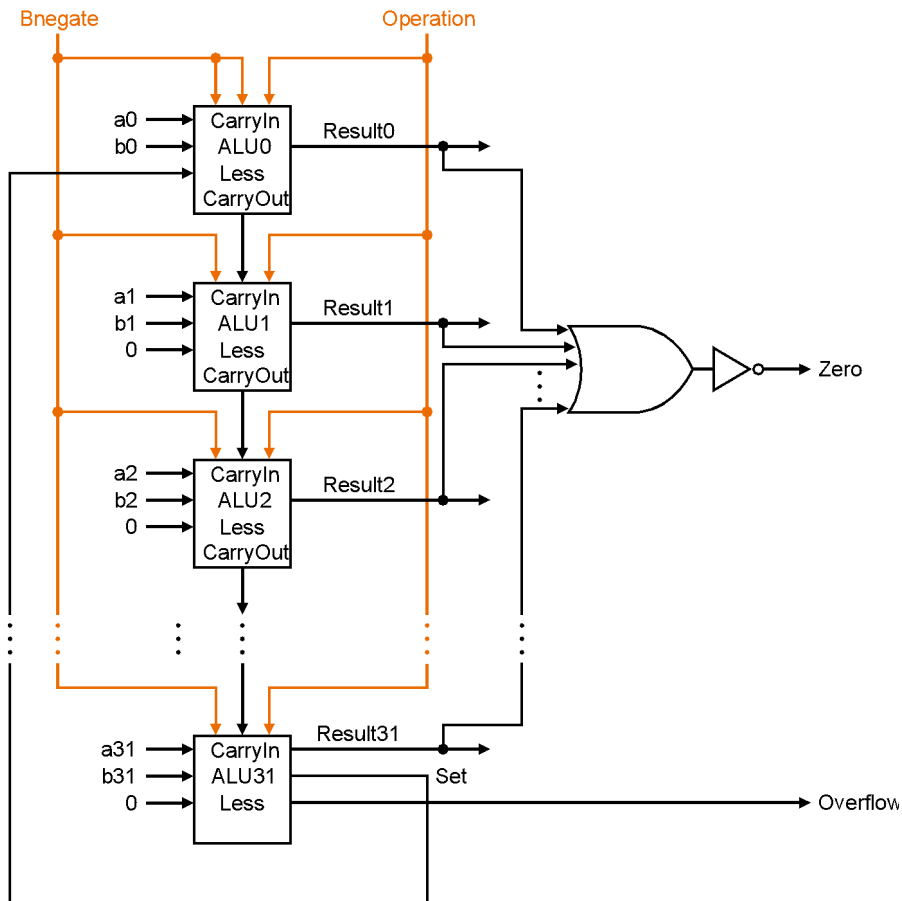 Bnegate
Operation
a0
b0
CarryIn
ALU0
Less
CarryOut
Result0
a1
b1
0
CarryIn
ALU1
Less
CarryOut
Result1
Zero
a2
b2
0
CarryIn
ALU2
Less
CarryOut
Result2
a31
b31
0
CarryIn
ALU31
Less
Result31
Set
Overflow